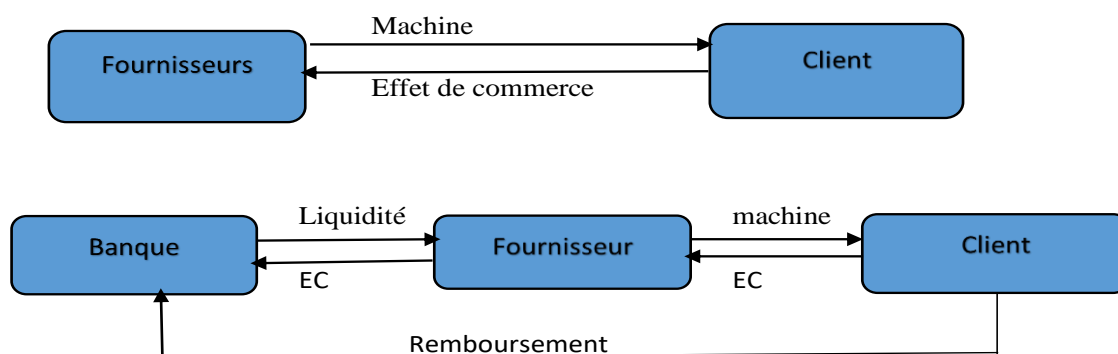 Machine
Fournisseurs
Client
Effet de commerce
Liquidité
machine
Banque
Fournisseur
Client
EC
EC
Remboursement